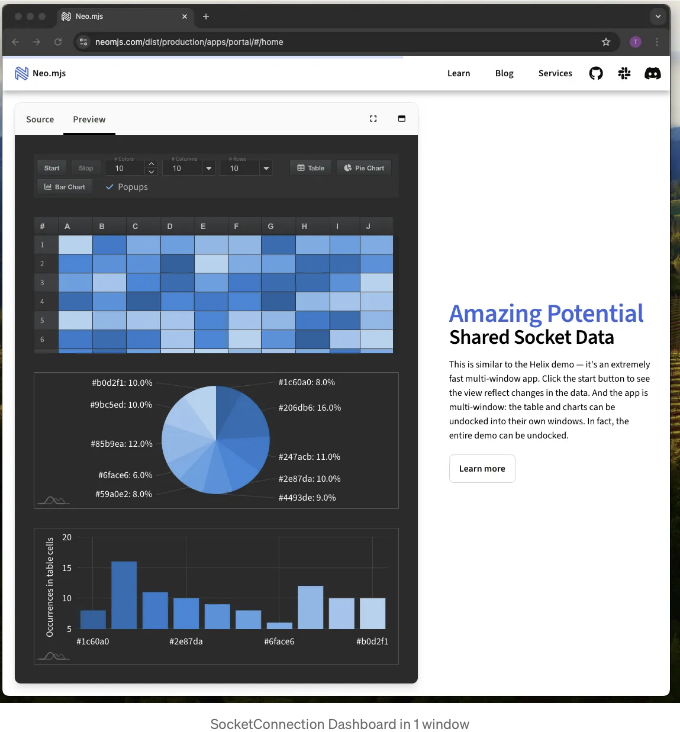 Neo.mjs
neomjs.com/dist/production/apps/portal/#/home
T
Neo.mjs
Learn
Blog
Services
Source
Preview
Start
Stop
# Colors
10
# Columns
10
# Rows
10
Table
Pie Chart
Bar Chart
Popups
# A B C D E F G H I J
1
2
3
4
5
6
#b0d2f1: 10.0%
#1c60a0: 8.0%
#9bc5ed: 10.0%
#206db6: 16.0%
#85b9ea: 12.0%
#247acb: 11.0%
#6face6: 6.0%
#2e87da: 10.0%
#59a0e2: 8.0%
#4493de: 9.0%
Occurrences in table cells
20
15
10
5
#1c60a0
#2e87da
#6face6
#b0d2f1
Amazing Potential
Shared Socket Data
This is similar to the Helix demo — it's an extremely
fast multi-window app. Click the start button to see
the view reflect changes in the data. And the app is
multi-window: the table and charts can be
undocked into their own windows. In fact, the
entire demo can be undocked.
Learn more
SocketConnection Dashboard in 1 window